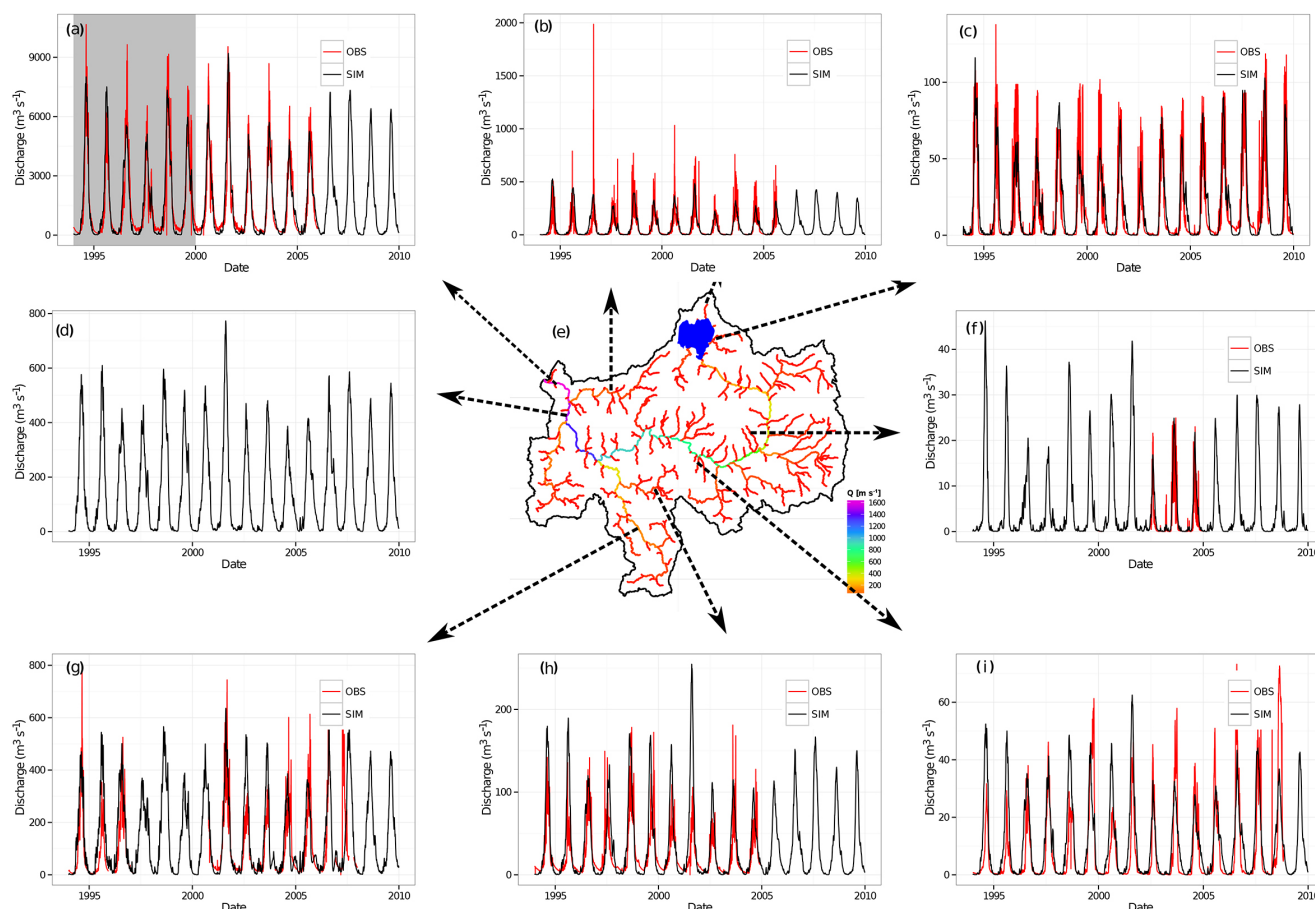 (a)
OBS
SIM
Discharge (m³ s⁻¹)
9000
6000
3000
0
1995
2000
2005
2010
Date
(b)
OBS
SIM
Discharge (m³ s⁻¹)
2000
1500
1000
500
0
1995
2000
2005
2010
Date
(c)
OBS
SIM
Discharge (m³ s⁻¹)
100
50
0
1995
2000
2005
2010
Date
(d)
Discharge (m³ s⁻¹)
800
600
400
200
0
1995
2000
2005
2010
Date
(e)
Q [m s⁻¹]
1600
1400
1200
1000
800
600
400
200
(f)
OBS
SIM
Discharge (m³ s⁻¹)
40
30
20
10
0
1995
2000
2005
2010
Date
(g)
OBS
SIM
Discharge (m³ s⁻¹)
800
600
400
200
0
1995
2000
2005
2010
Date
(h)
OBS
SIM
Discharge (m³ s⁻¹)
200
100
0
1995
2000
2005
2010
Date
(i)
OBS
SIM
Discharge (m³ s⁻¹)
60
40
20
0
1995
2000
2005
2010
Date